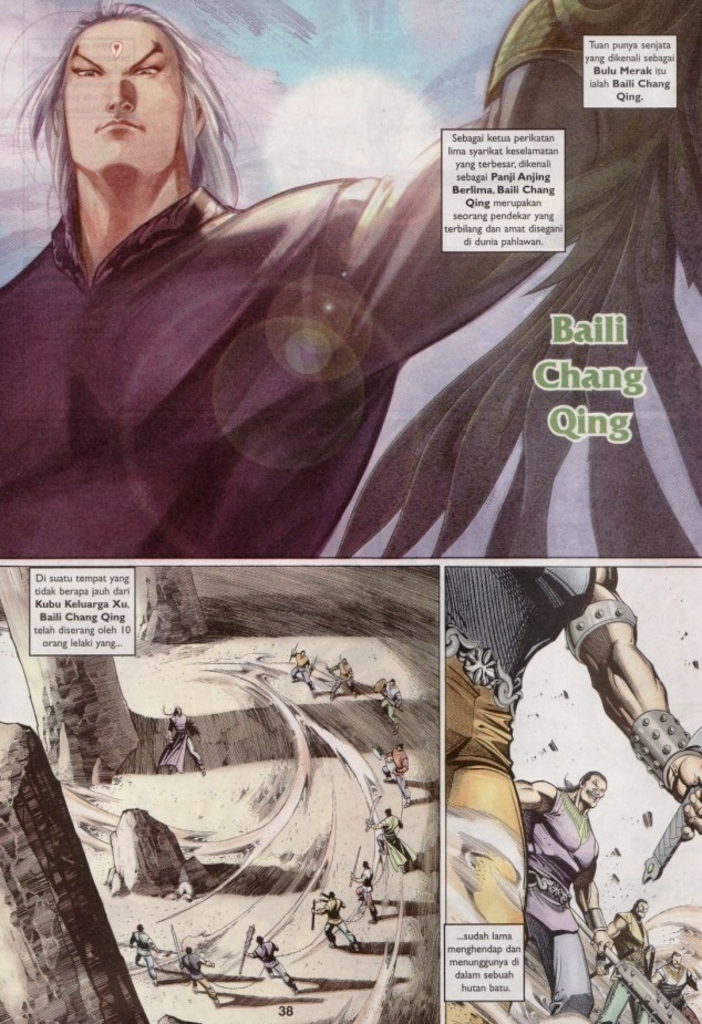 Tuan punya senjata
yang dikenali sebagai
Bulu Merak itu
ialah Baili Chang
Qing.
Sebagai ketua perikatan
lima syarikat keselamatan
yang terbesar, dikenali
sebagai Panji Anjing
Berlima, Baili Chang
Qing merupakan
seorang pendekar yang
terbilang dan amat disegani
di dunia pahlawan.
Baili
Chang
Qing
Di suatu tempat yang
tidak berapa jauh dari
Kubu Keluarga Xu,
Baili Chang Qing
telah diserang oleh 10
orang lelaki yang...
...sudah lama
menghendap dan
menunggunya di
dalam sebuah
hutan batu.
38